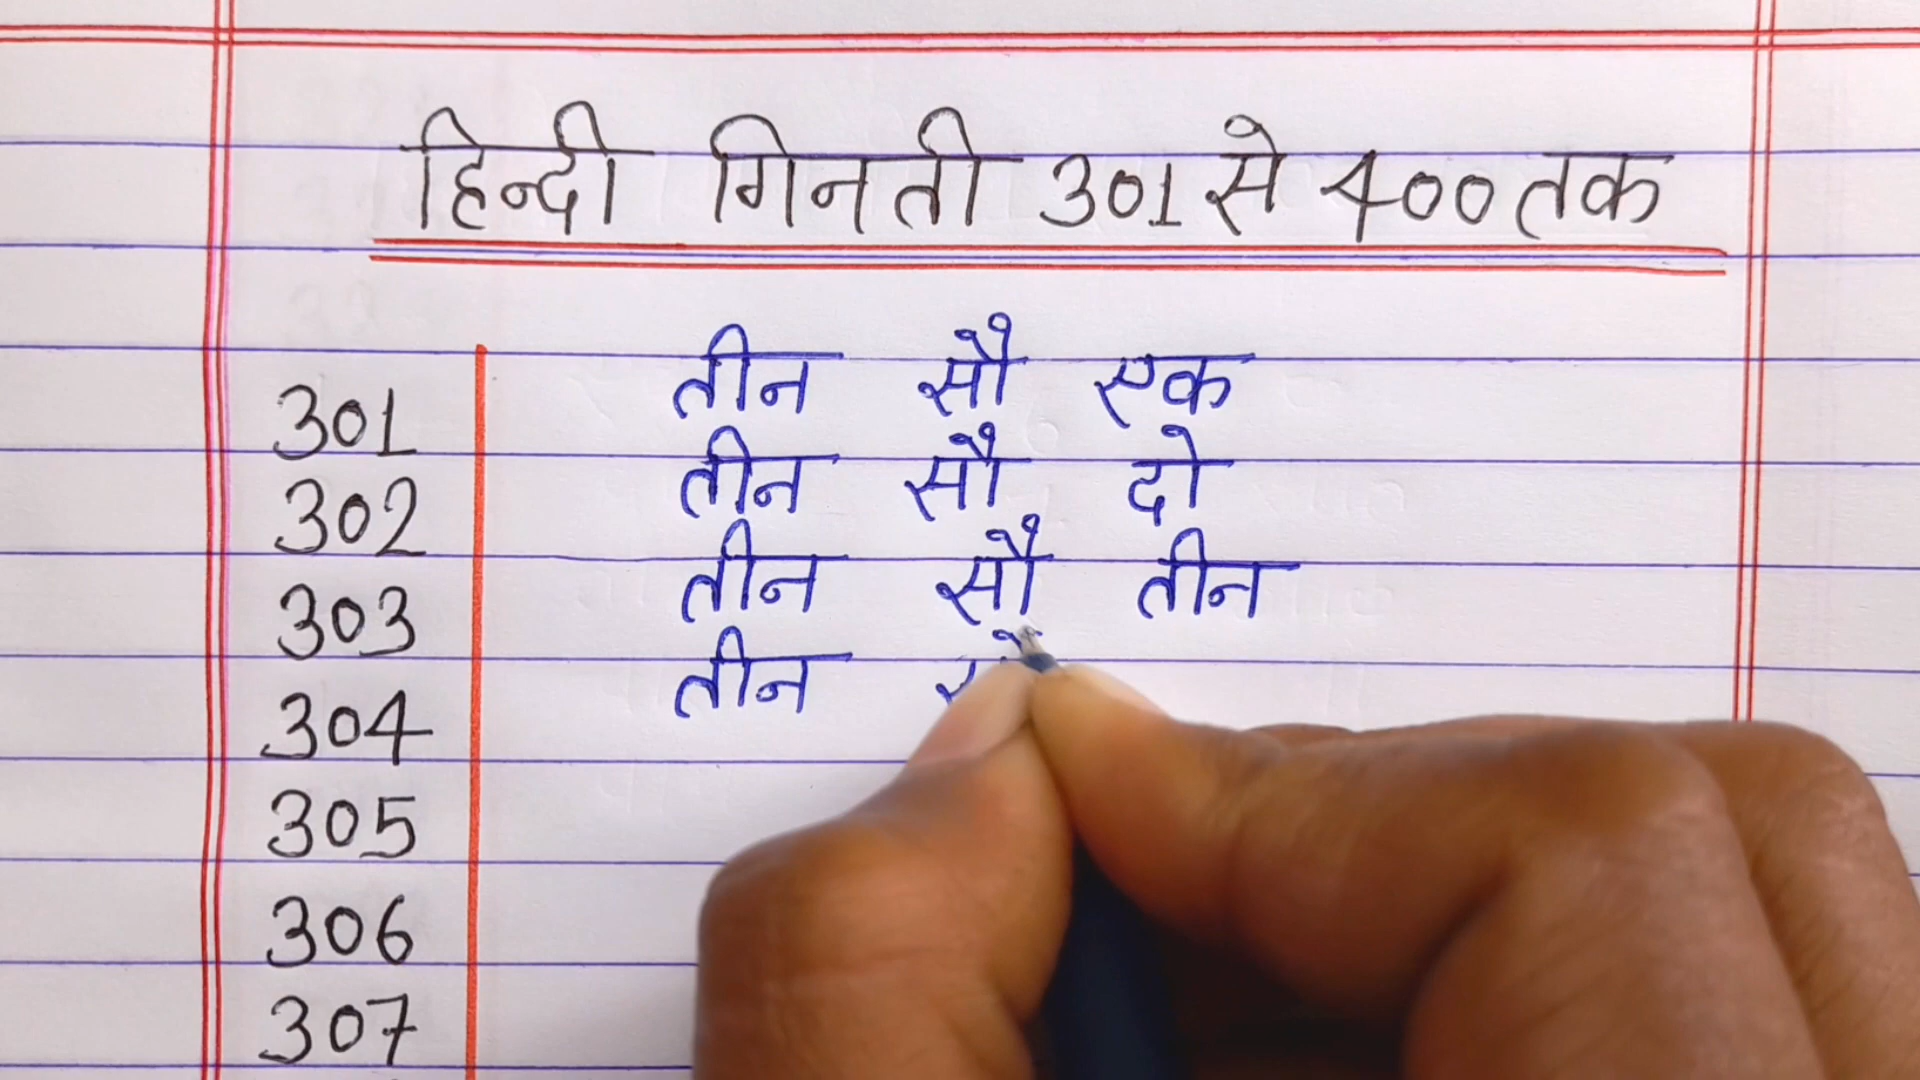 हिन्दी गिनती 301 से 400 तक
301 तीन सौ एक
302 तीन सौ दो
303 तीन सौ तीन
304 तीन
305
306
307